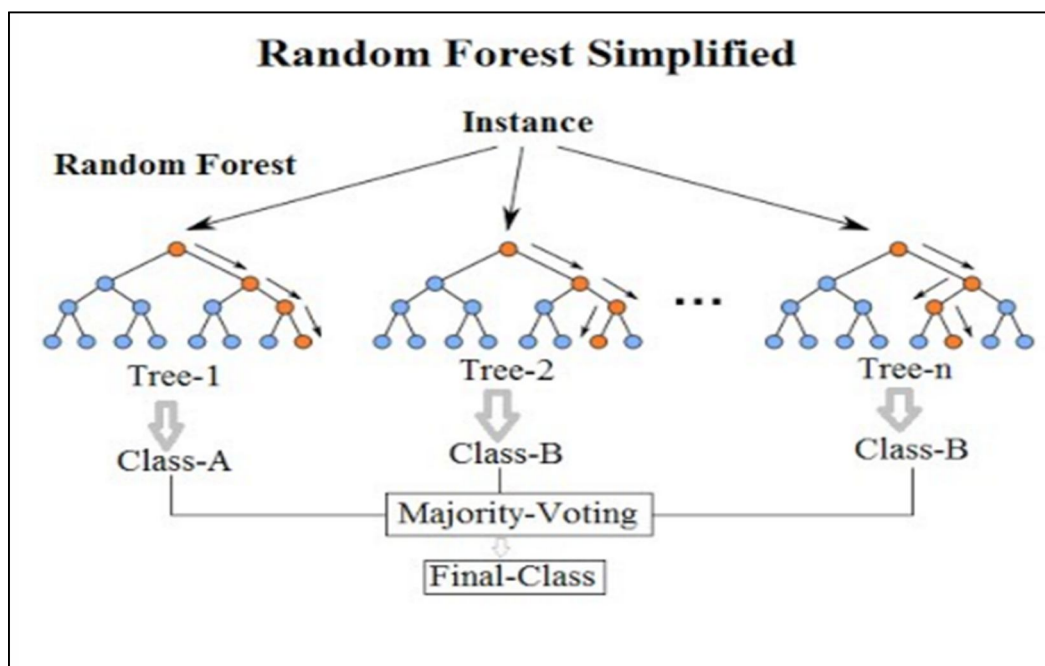 Random Forest Simplified
Instance
Random Forest
...
Tree-1
Tree-2
Tree-n
Class-A
Class-B
Class-B
Majority-Voting
Final-Class